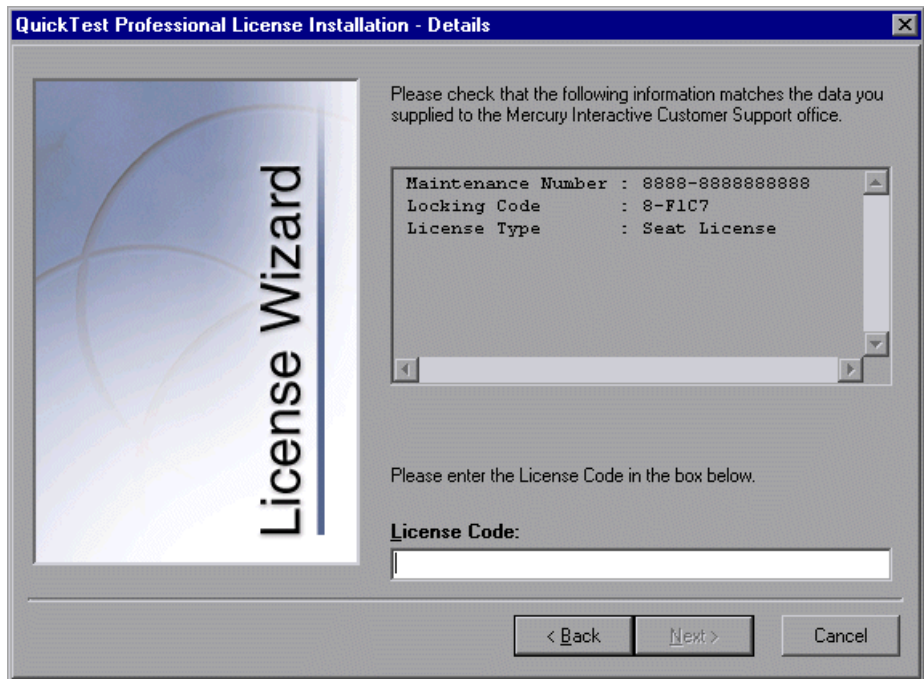 QuickTest Professional License Installation - Details
License Wizard
Please check that the following information matches the data you
supplied to the Mercury Interactive Customer Support office.
Maintenance Number : 8888-8888888888
Locking Code : 8-F1C7
License Type : Seat License
Please enter the License Code in the box below.
License Code:
< Back
Next >
Cancel